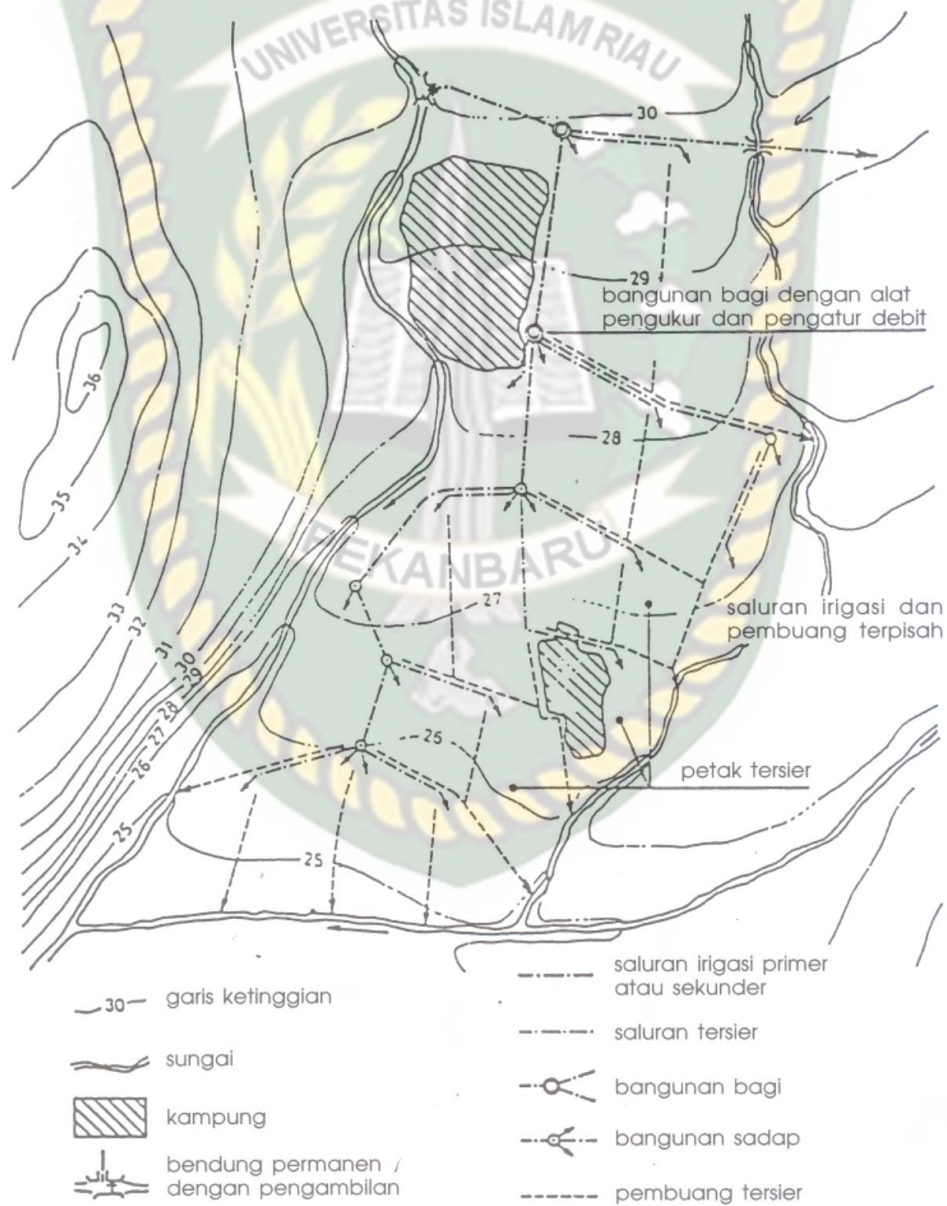 UNIVERSITAS ISLAM RIAU
30
29
bangunan bagi dengan alat
pengukur dan pengatur debit
36
28
35
34
PEKANBARU
27
saluran irigasi dan
pembuang terpisah
33
32
31
30
29
28
27
26
25
26
petak tersier
25
30
garis ketinggian
sungai
kampung
bendung permanen
dengan pengambilan
saluran irigasi primer
atau sekunder
saluran tersier
bangunan bagi
bangunan sadap
pembuang tersier